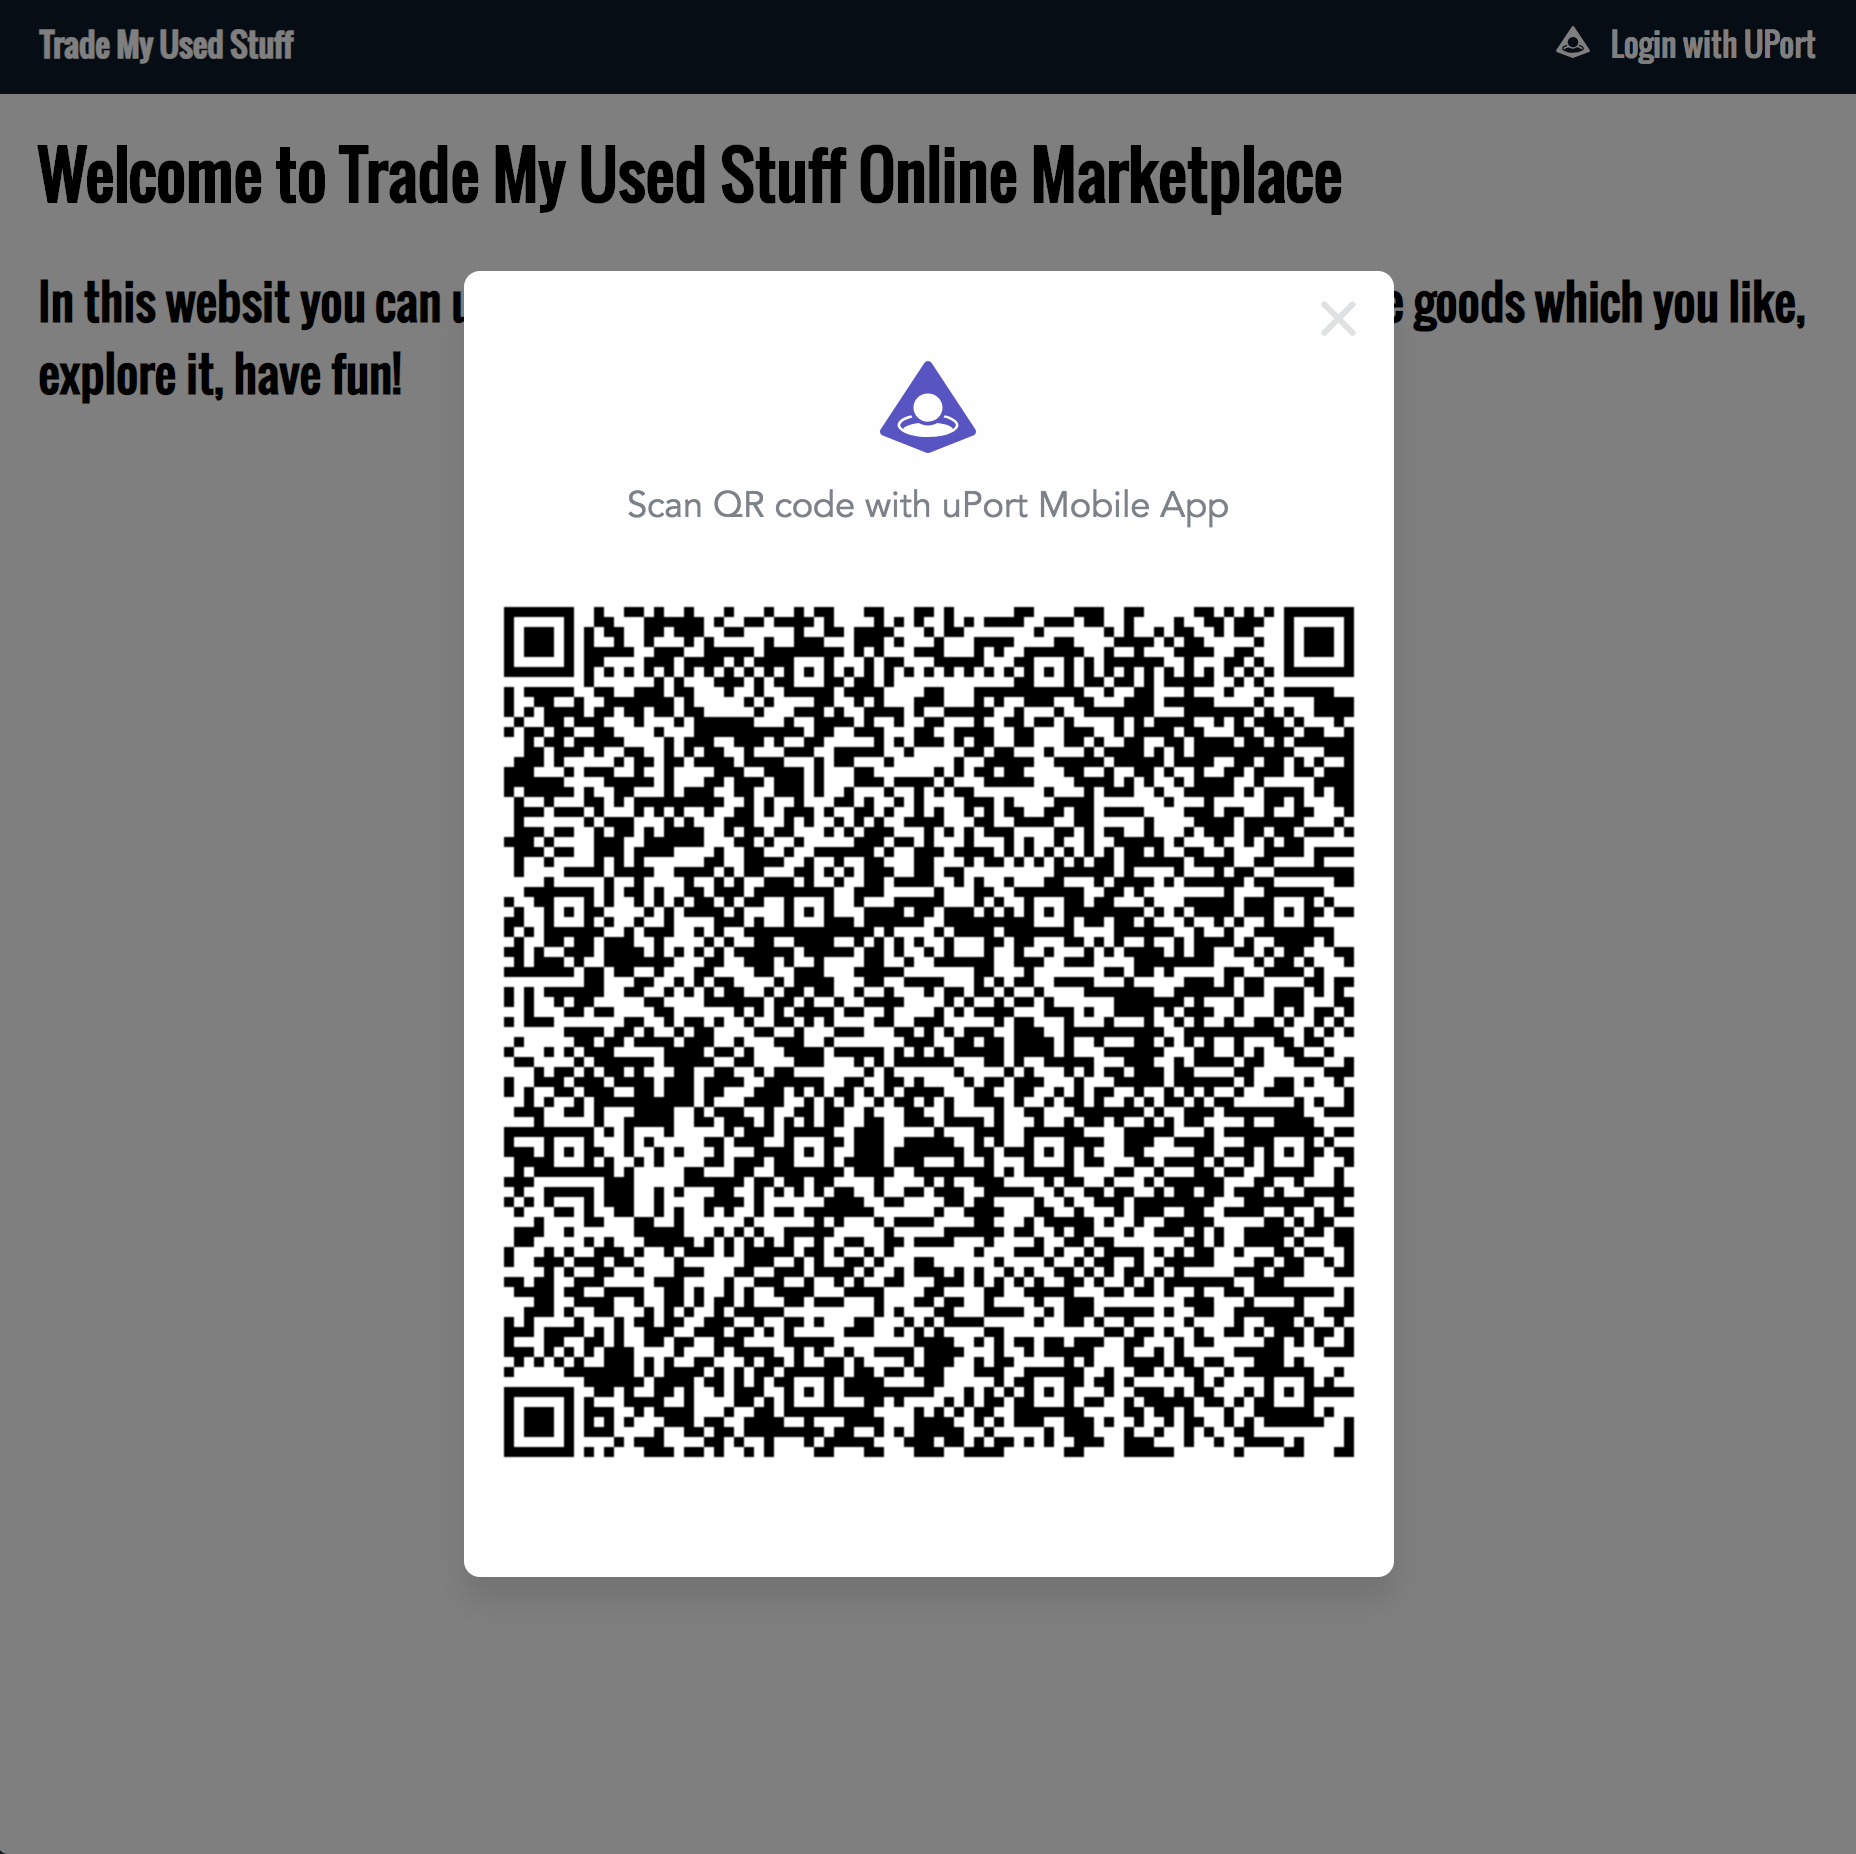 Trade My Used Stuff
Login with UPort
Welcome to Trade My Used Stuff Online Marketplace
In this websit you can
goods which you like,
explore it, have fun!
Scan QR code with uPort Mobile App